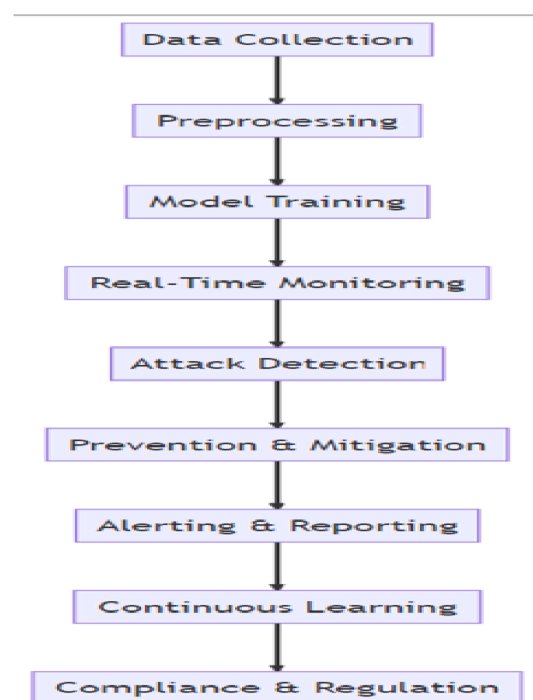 Data Collection
Preprocessing
Model Training
Real-Time Monitoring
Attack Detection
Prevention & Mitigation
Alerting & Reporting
Continuous Learning
Compliance & Regulation